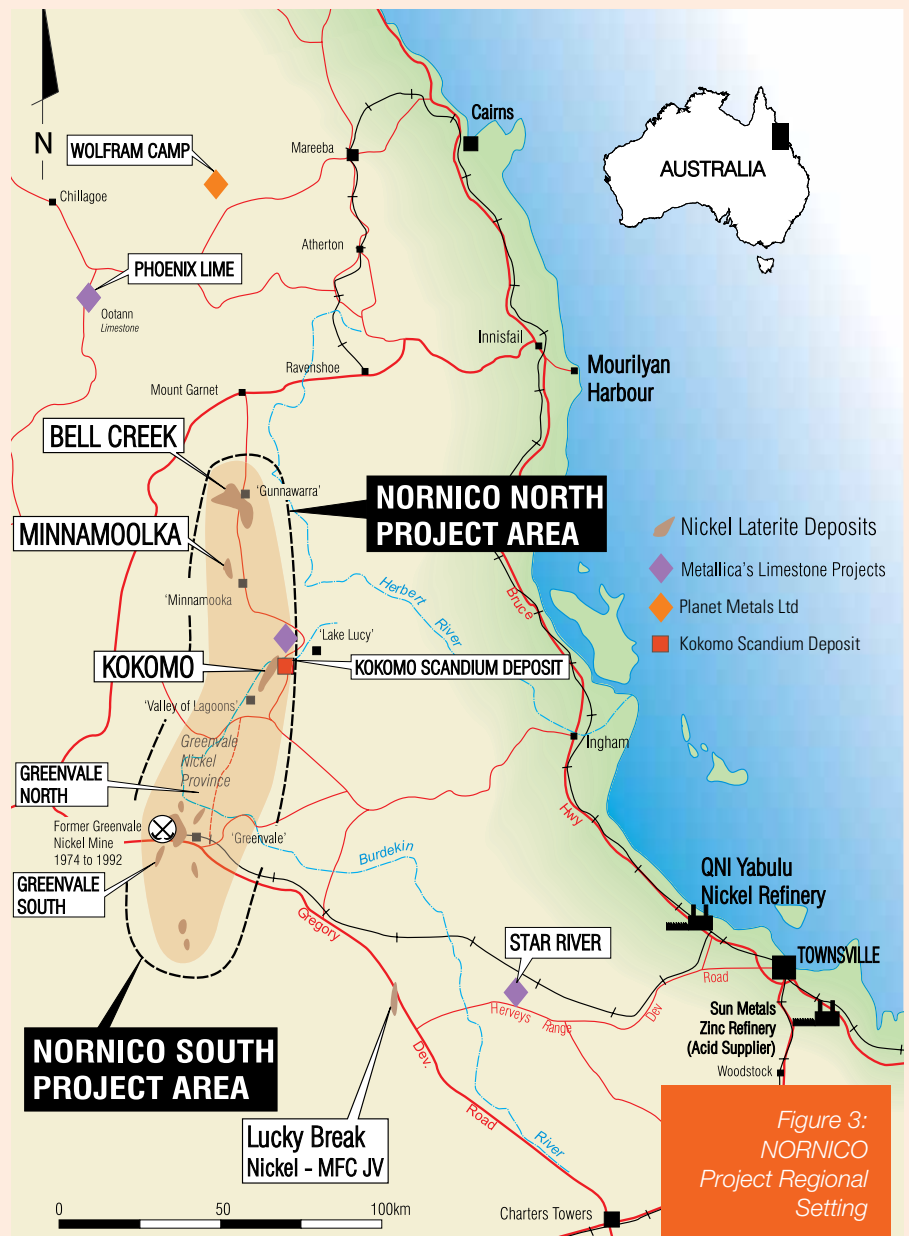 N
WOLFRAM CAMP
Chillagoe
PHOENIX LIME
Ootann
Limestone
Mareeba
Cairns
Atherton
AUSTRALIA
Innisfail
Ravenshoe
Mount Garnet
Mourilyan
Harbour
BELL CREEK
'Gunnawarra'
NORNICO NORTH
PROJECT AREA
MINNAMOOLKA
'Minnamooka
Nickel Laterite Deposits
Metallica's Limestone Projects
Planet Metals Ltd
Kokomo Scandium Deposit
Herbert
River
Bruce
'Lake Lucy'
KOKOMO
KOKOMO SCANDIUM DEPOSIT
'Valley of Lagoons'
Greenvale
Nickel
Province
Ingham
Hwy
GREENVALE
NORTH
Former Greenvale
Nickel Mine
1974 to 1992
'Greenvale'
GREENVALE
SOUTH
Burdekin
Gregory
QNI Yabulu
Nickel Refinery
STAR RIVER
TOWNSVILLE
Road
Dev
Herveys Range
Sun Metals
Zinc Refinery
(Acid Supplier)
Woodstock
NORNICO SOUTH
PROJECT AREA
Dev.
Road
River
Lucky Break
Nickel - MFC JV
Charters Towers
0 50 100km
Figure 3:
NORNICO
Project Regional
Setting